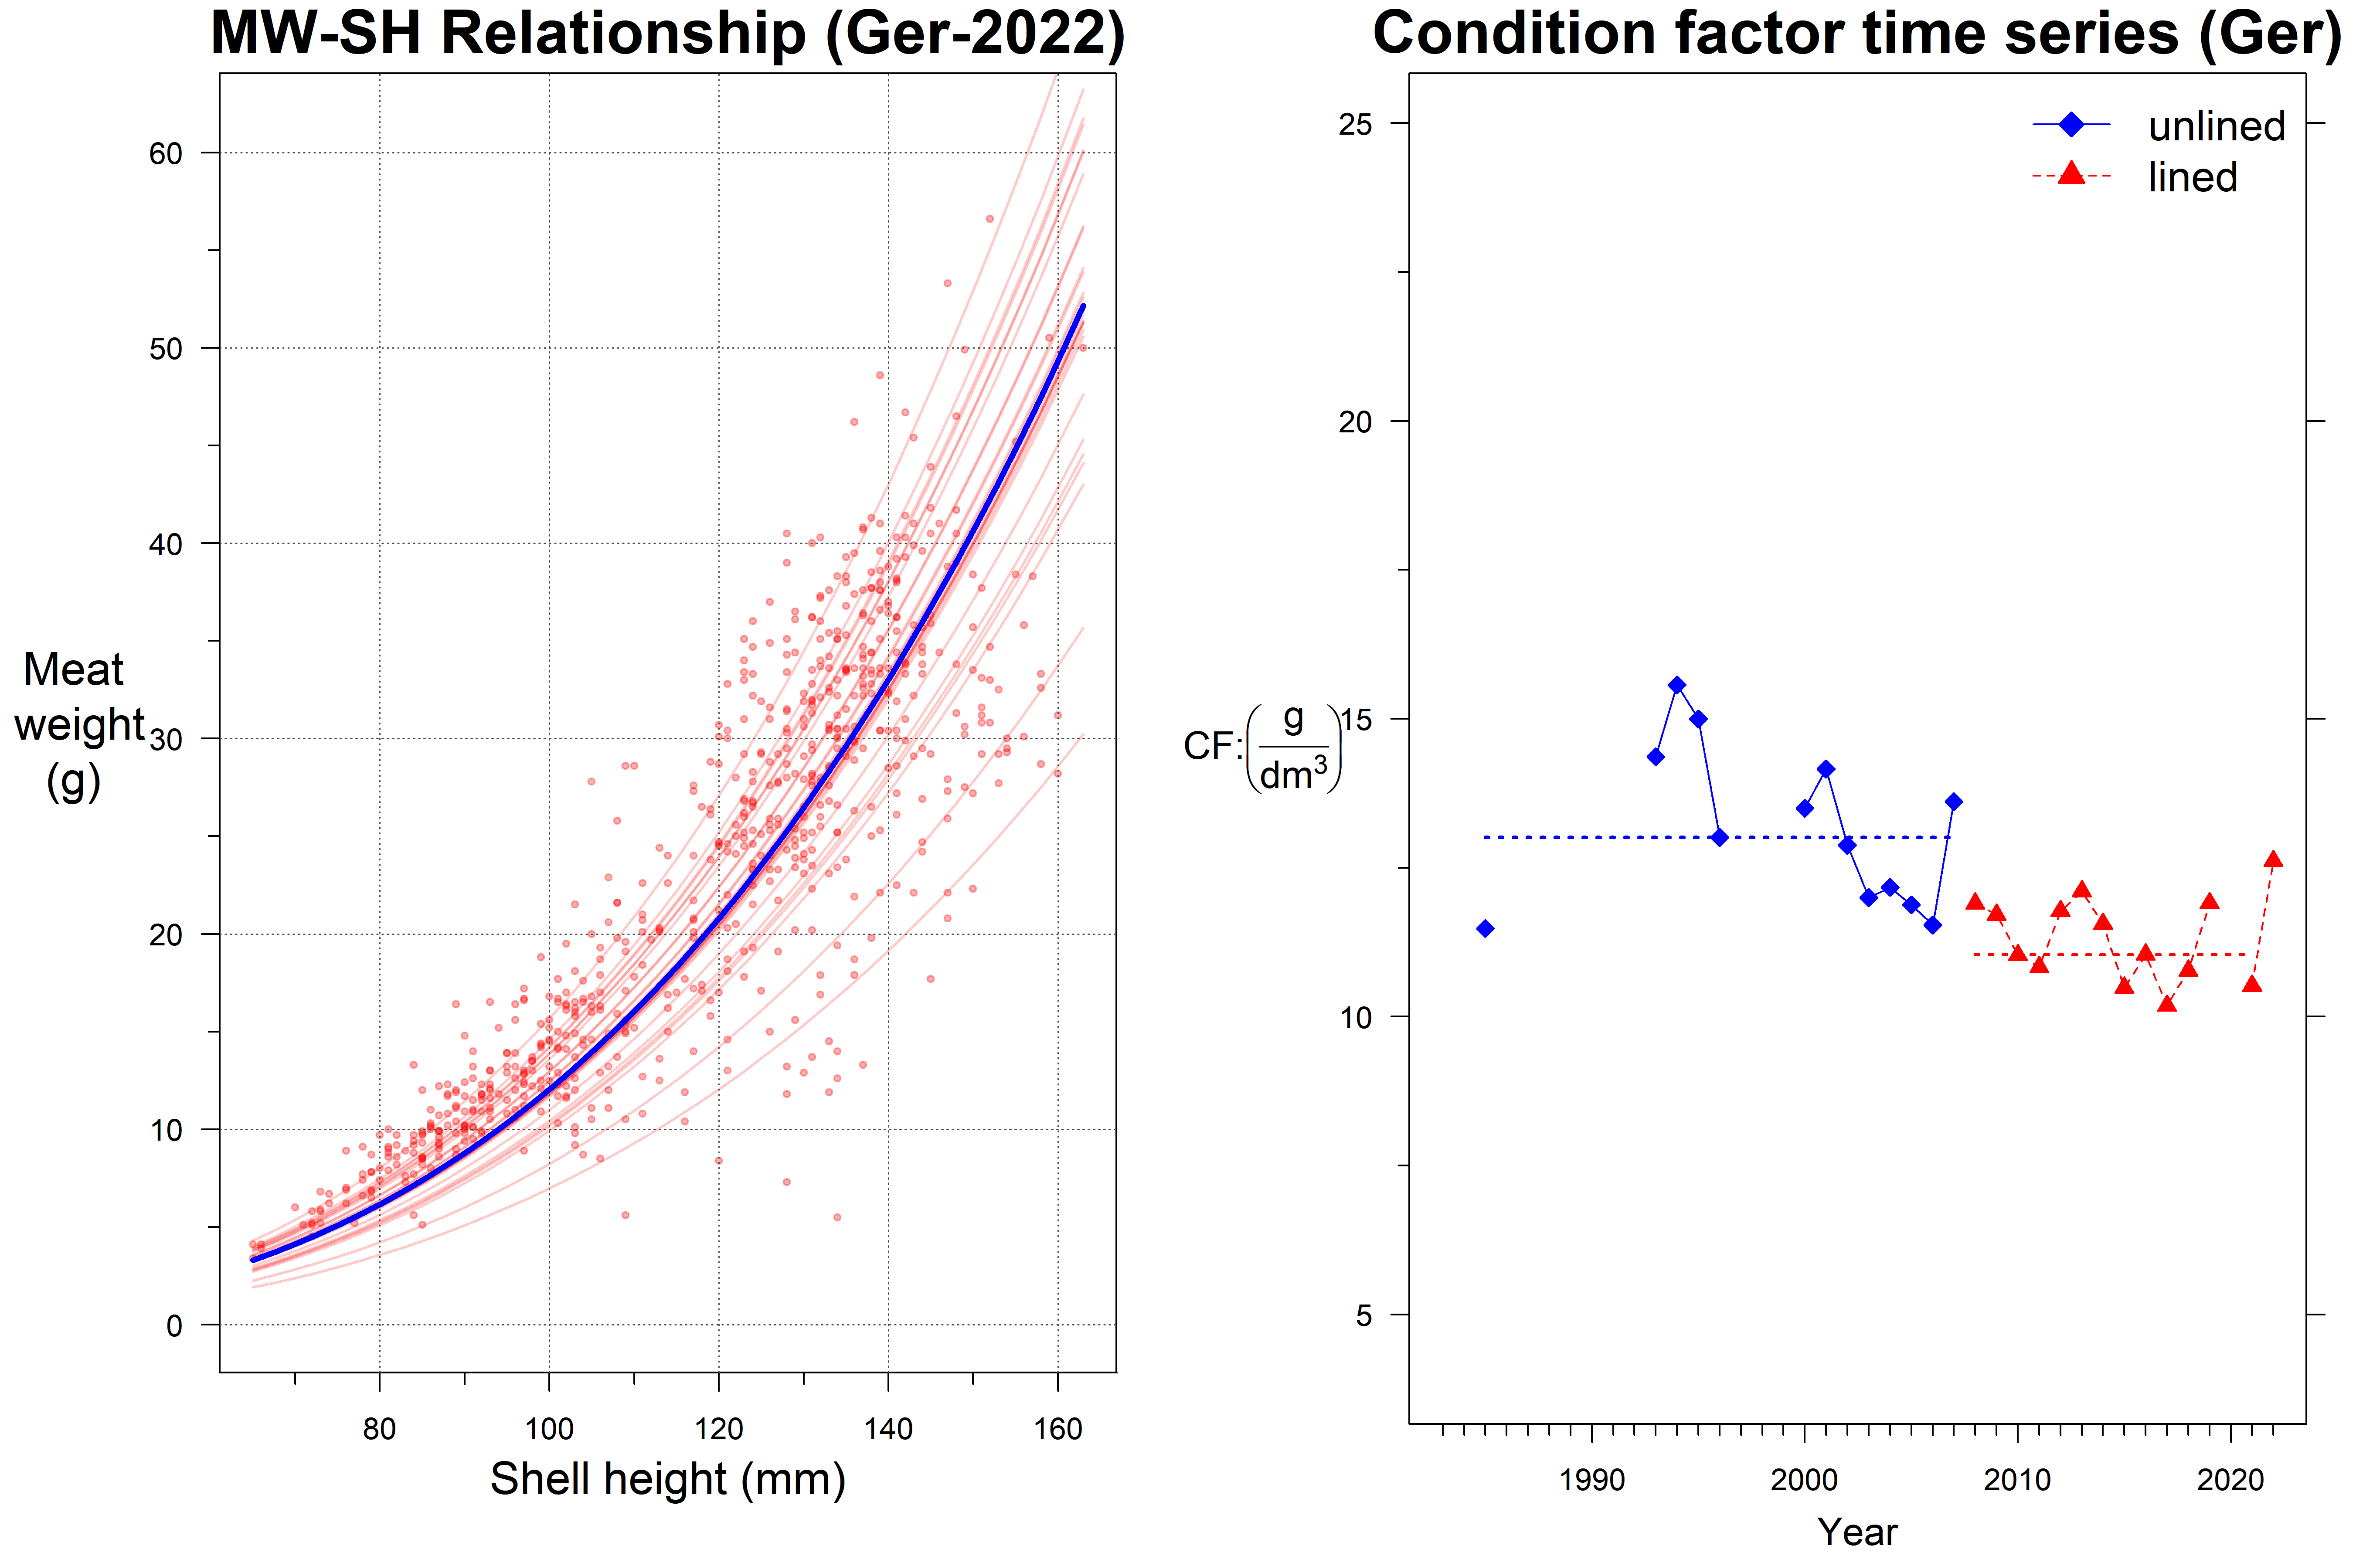 MW-SH Relationship (Ger-2022)
60
50
40
30
20
10
0
Meat
weight
(g)
80 100 120 140 160
Shell height (mm)
Condition factor time series (Ger)
unlined
lined
25
20
15
10
5
CF:(g/dm³)
1990 2000 2010 2020
Year